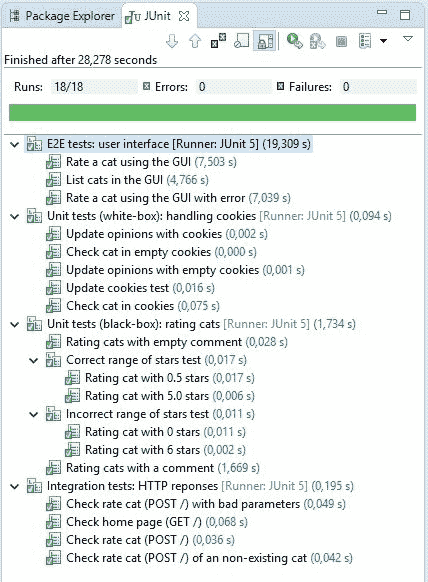 Package Explorer JUnit
Finished after 28,278 seconds
Runs: 18/18 Errors: 0 Failures: 0
E2E tests: user interface [Runner: JUnit 5] (19,309 s)
Rate a cat using the GUI (7,503 s)
List cats in the GUI (4,766 s)
Rate a cat using the GUI with error (7,039 s)
Unit tests (white-box): handling cookies [Runner: JUnit 5] (0,094 s)
Update opinions with cookies (0,002 s)
Check cat in empty cookies (0,000 s)
Update opinions with empty cookies (0,001 s)
Update cookies test (0,016 s)
Check cat in cookies (0,075 s)
Unit tests (black-box): rating cats [Runner: JUnit 5] (1,734 s)
Rating cats with empty comment (0,028 s)
Correct range of stars test (0,017 s)
Rating cat with 0.5 stars (0,017 s)
Rating cat with 5.0 stars (0,006 s)
Incorrect range of stars test (0,011 s)
Rating cat with 0 stars (0,011 s)
Rating cat with 6 stars (0,002 s)
Rating cats with a comment (1,669 s)
Integration tests: HTTP reponses [Runner: JUnit 5] (0,195 s)
Check rate cat (POST /) with bad parameters (0,049 s)
Check home page (GET /) (0,068 s)
Check rate cat (POST /) (0,036 s)
Check rate cat (POST /) of an non-existing cat (0,042 s)